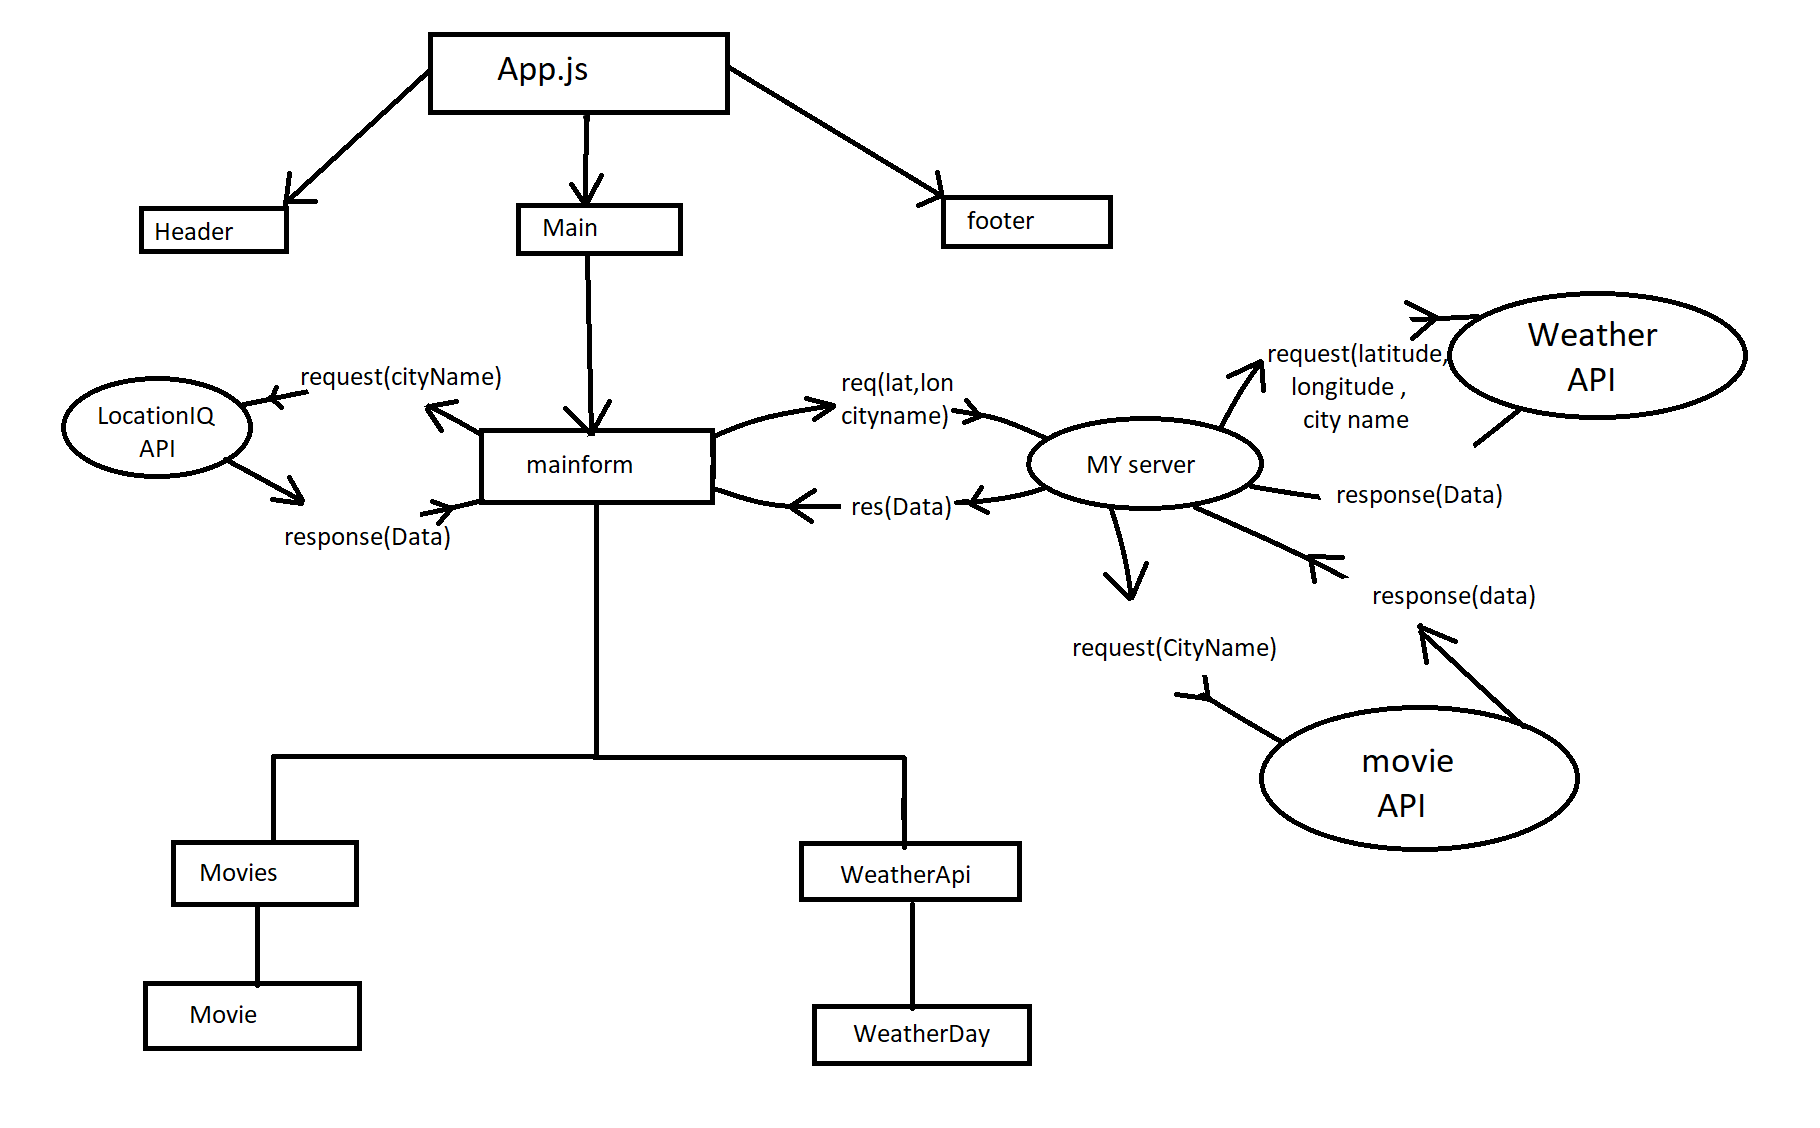 App.js
Header
Main
footer
request(cityName)
LocationIQ
API
response(Data)
mainform
req(lat,lon
cityname)
res(Data)
MY server
request(latitude,
longitude ,
city name
Weather
API
response(Data)
response(data)
request(CityName)
movie
API
Movies
Movie
WeatherApi
WeatherDay